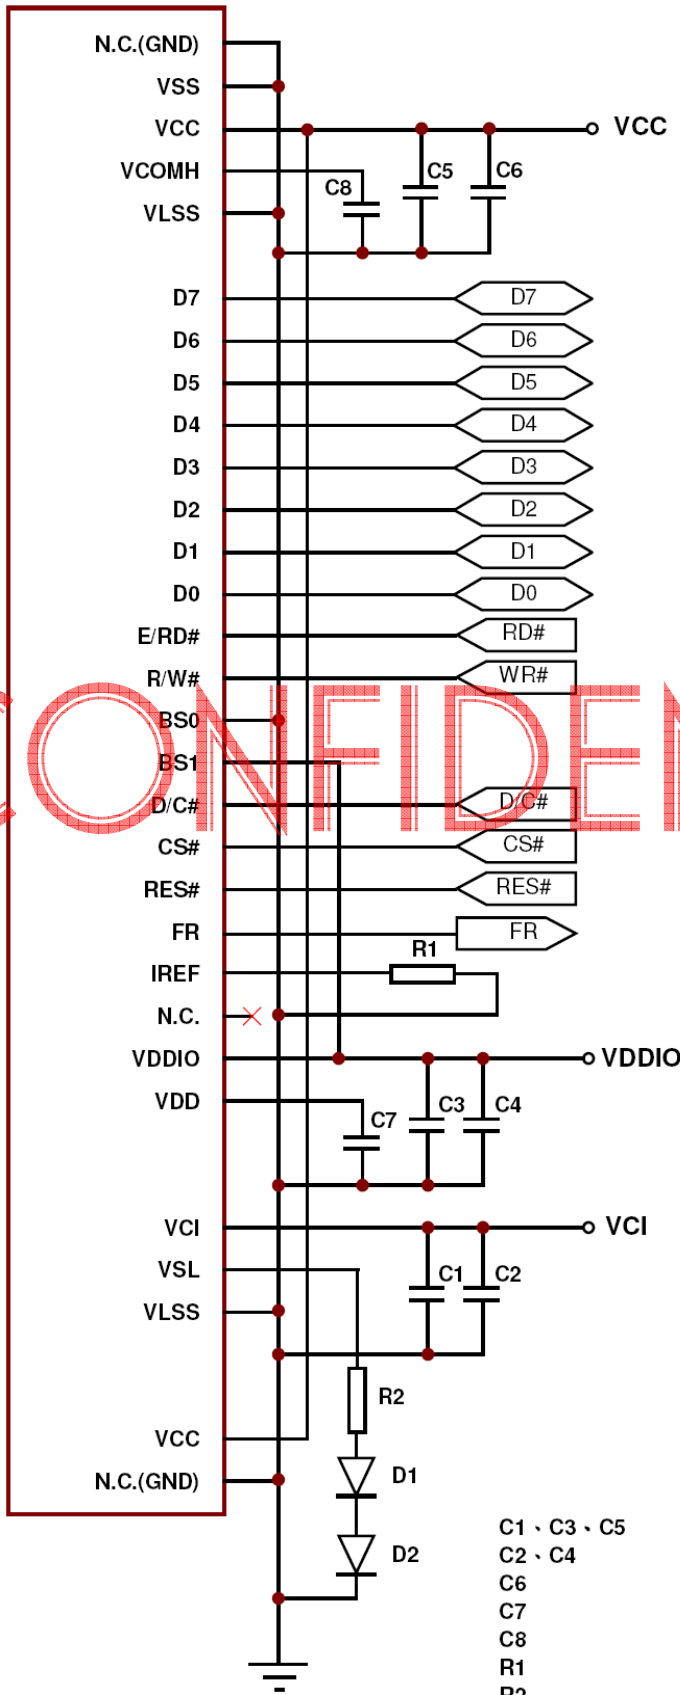 N.C.(GND)
VSS
VCC VCC
VCOMH C8 C5 C6
VLSS
D7 D7
D6 D6
D5 D5
D4 D4
D3 D3
D2 D2
D1 D1
D0 D0
E/RD# RD#
R/W# WR#
BS0
CONFIDEN
BS1
D/C# D/C#
CS# CS#
RES# RES#
FR FR
IREF R1
N.C.
VDDIO VDDIO
VDD C7 C3 C4
VCI VCI
VSL C1 C2
VLSS
R2
VCC
N.C.(GND) D1
D2
C1、C3、C5
C2、C4
C6
C7
C8
R1
R2